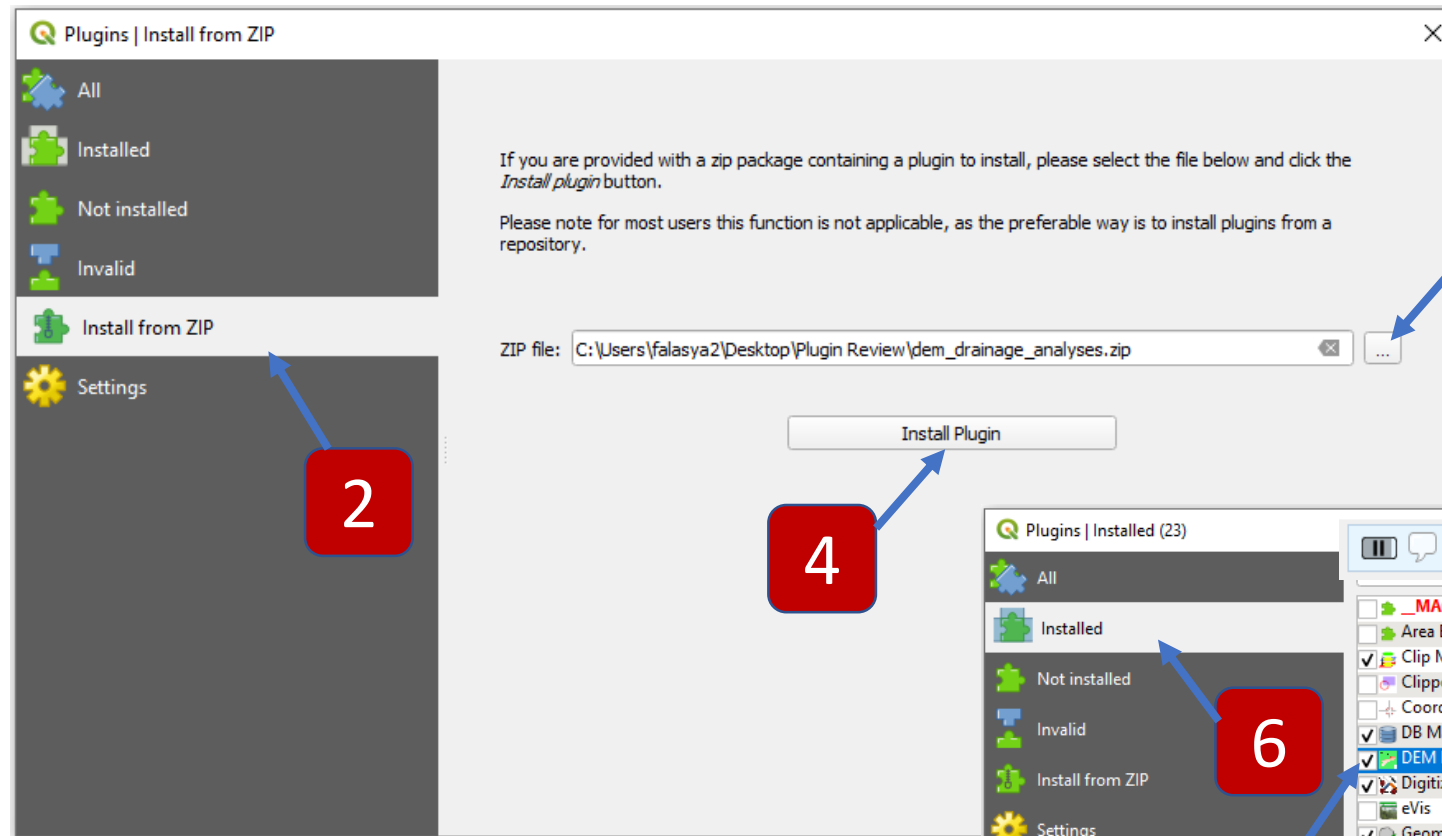 Plugins | Install from ZIP
All
Installed
Not installed
Invalid
Install from ZIP
Settings
If you are provided with a zip package containing a plugin to install, please select the file below and click the
Install plugin button.
Please note for most users this function is not applicable, as the preferable way is to install plugins from a
repository.
ZIP file: C:\Users\falasya2\Desktop\Plugin Review\dem_drainage_analyses.zip
...
Install Plugin
2
4
Plugins | Installed (23)
All
Installed
Not installed
Invalid
Install from ZIP
Settings
6
__MA
Area
Clip
Clipp
Coor
DB M
DEM
Digiti
eVis
Geom